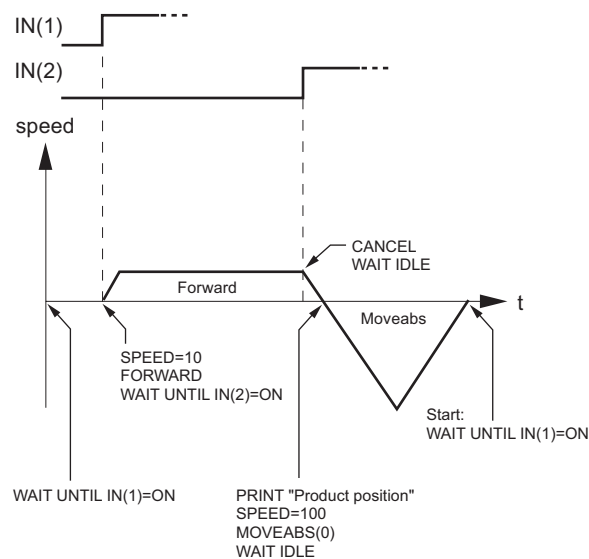 IN(1)
IN(2)
speed
CANCEL
WAIT IDLE
Forward
t
Moveabs
SPEED=10
FORWARD
WAIT UNTIL IN(2)=ON
Start:
WAIT UNTIL IN(1)=ON
WAIT UNTIL IN(1)=ON
PRINT "Product position"
SPEED=100
MOVEABS(0)
WAIT IDLE